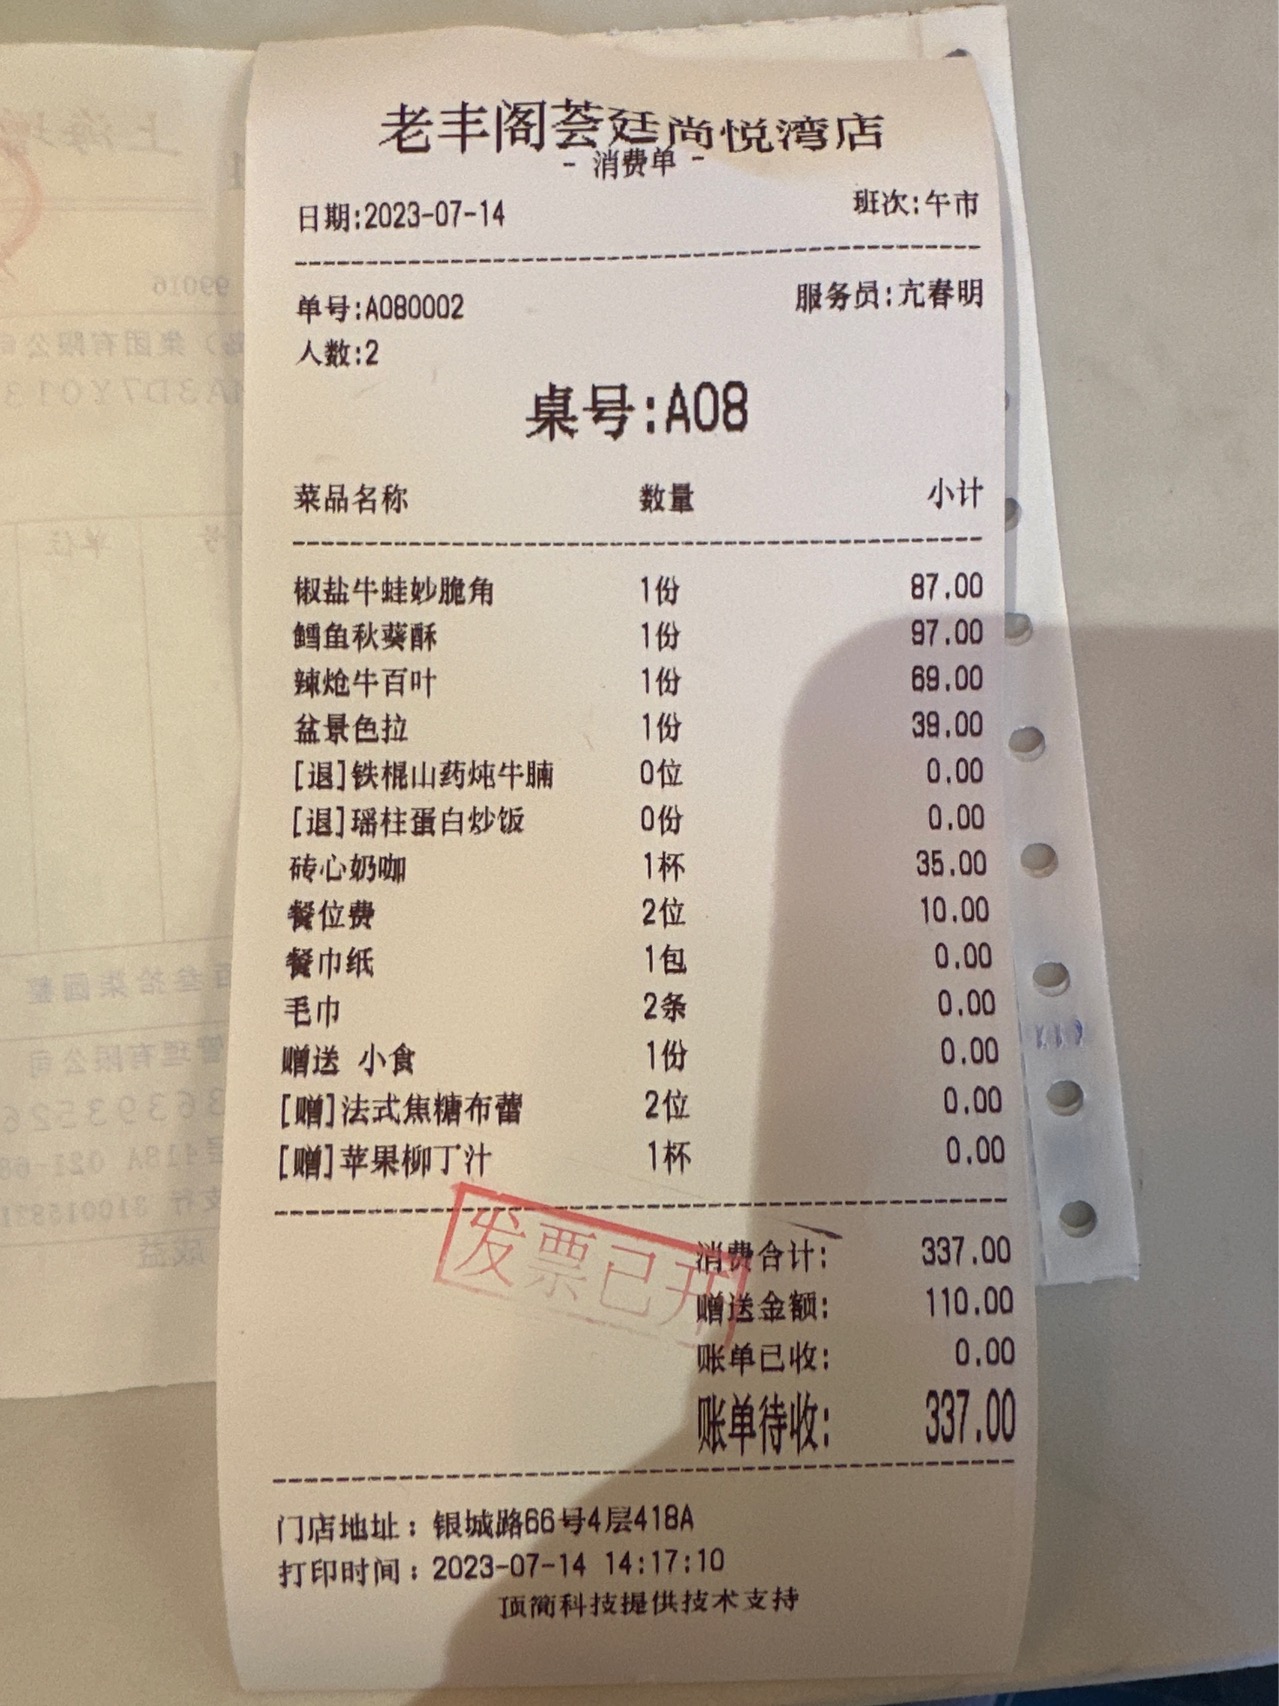 老丰阁荟廷尚悦湾店
- 消费单 -
日期:2023-07-14 班次:午市
单号:A080002 服务员:亢春明
人数:2
桌号:A08
菜品名称 数量 小计
椒盐牛蛙妙脆角 1份 87.00
鳕鱼秋葵酥 1份 97.00
辣炝牛百叶 1份 69.00
盆景色拉 1份 39.00
[退]铁棍山药炖牛腩 0位 0.00
[退]瑶柱蛋白炒饭 0份 0.00
砖心奶咖 1杯 35.00
餐位费 2位 10.00
餐巾纸 1包 0.00
毛巾 2条 0.00
赠送 小食 1份 0.00
[赠]法式焦糖布蕾 2位 0.00
[赠]苹果柳丁汁 1杯 0.00
发票已开
消费合计: 337.00
赠送金额: 110.00
账单已收: 0.00
账单待收: 337.00
门店地址：银城路66号4层418A
打印时间：2023-07-14 14:17:10
顶简科技提供技术支持